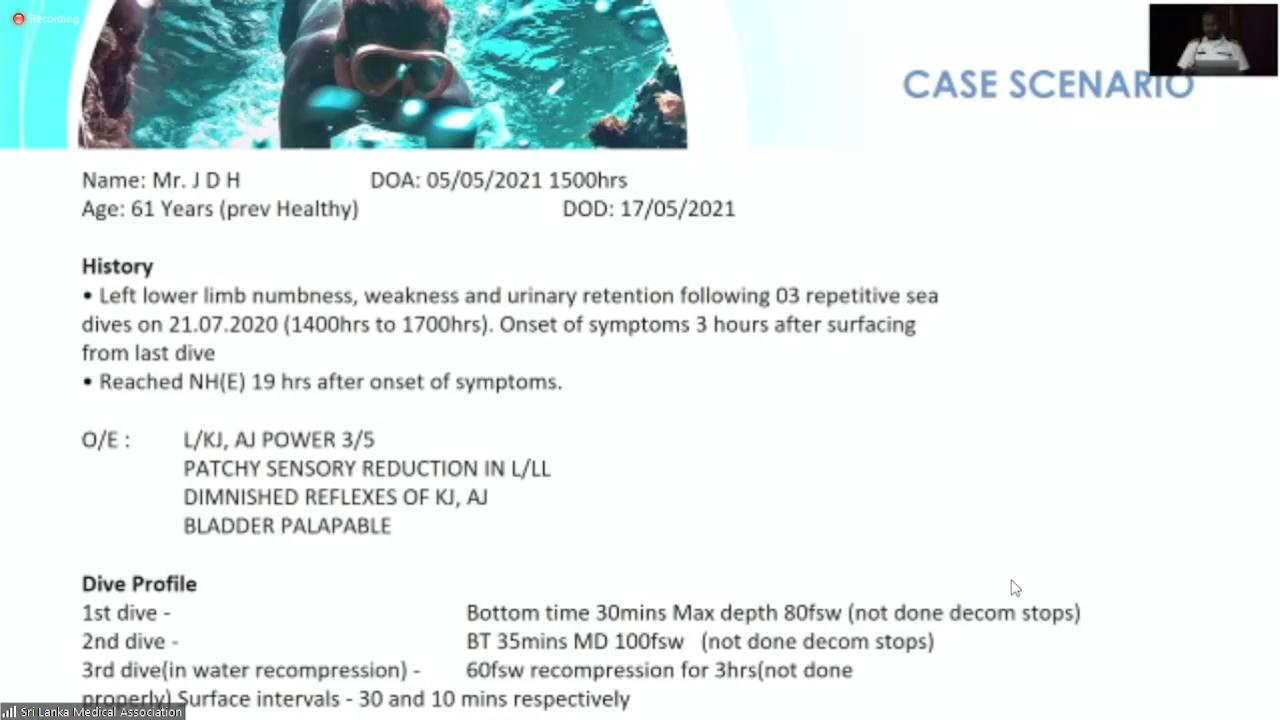 Recording
CASE SCENARIO
Name: Mr. J D H DOA: 05/05/2021 1500hrs
Age: 61 Years (prev Healthy) DOD: 17/05/2021
History
• Left lower limb numbness, weakness and urinary retention following 03 repetitive sea
dives on 21.07.2020 (1400hrs to 1700hrs). Onset of symptoms 3 hours after surfacing
from last dive
• Reached NH(E) 19 hrs after onset of symptoms.
O/E : L/KJ, AJ POWER 3/5
PATCHY SENSORY REDUCTION IN L/LL
DIMNISHED REFLEXES OF KJ, AJ
BLADDER PALAPABLE
Dive Profile
1st dive - Bottom time 30mins Max depth 80fsw (not done decom stops)
2nd dive - BT 35mins MD 100fsw (not done decom stops)
3rd dive(in water recompression) - 60fsw recompression for 3hrs(not done
properly) Surface intervals - 30 and 10 mins respectively
Sri Lanka Medical Association